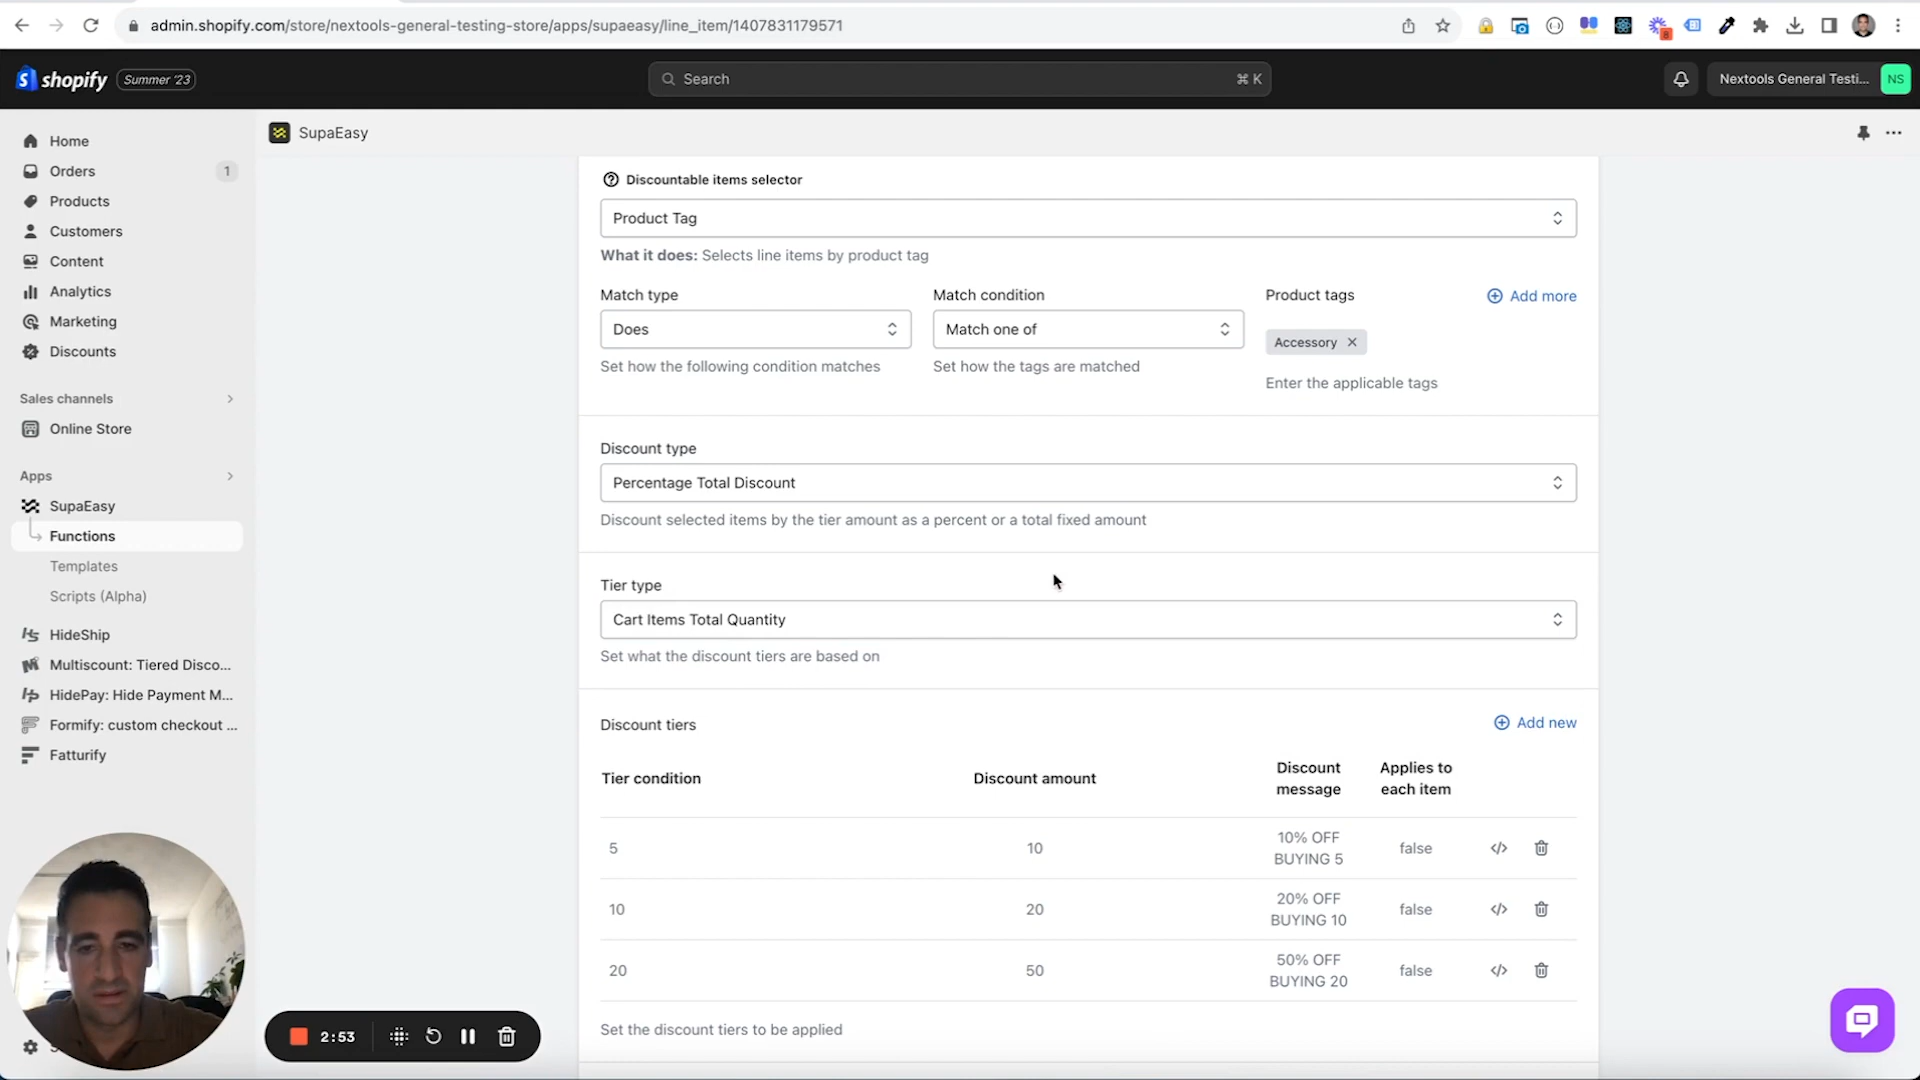 admin.shopify.com/store/nextools-general-testing-store/apps/supaeasy/line_item/1407831179571
8
shopify
Summer '23
Search
⌘ K
Nextools General Testi...
NS
Home
Orders
1
Products
Customers
Content
Analytics
Marketing
Discounts
Sales channels
Online Store
Apps
SupaEasy
Functions
Templates
Scripts (Alpha)
HideShip
Multiscount: Tiered Disco...
HidePay: Hide Payment M...
Formify: custom checkout ...
Fatturify
SupaEasy
Discountable items selector
Product Tag
What it does: Selects line items by product tag
Match type
Match condition
Product tags
Add more
Does
Match one of
Accessory
Set how the following condition matches
Set how the tags are matched
Enter the applicable tags
Discount type
Percentage Total Discount
Discount selected items by the tier amount as a percent or a total fixed amount
Tier type
Cart Items Total Quantity
Set what the discount tiers are based on
Discount tiers
Add new
Tier condition
Discount amount
Discount
message
Applies to
each item
5
10
10% OFF
BUYING 5
false
10
20
20% OFF
BUYING 10
false
20
50
50% OFF
BUYING 20
false
Set the discount tiers to be applied
2:53